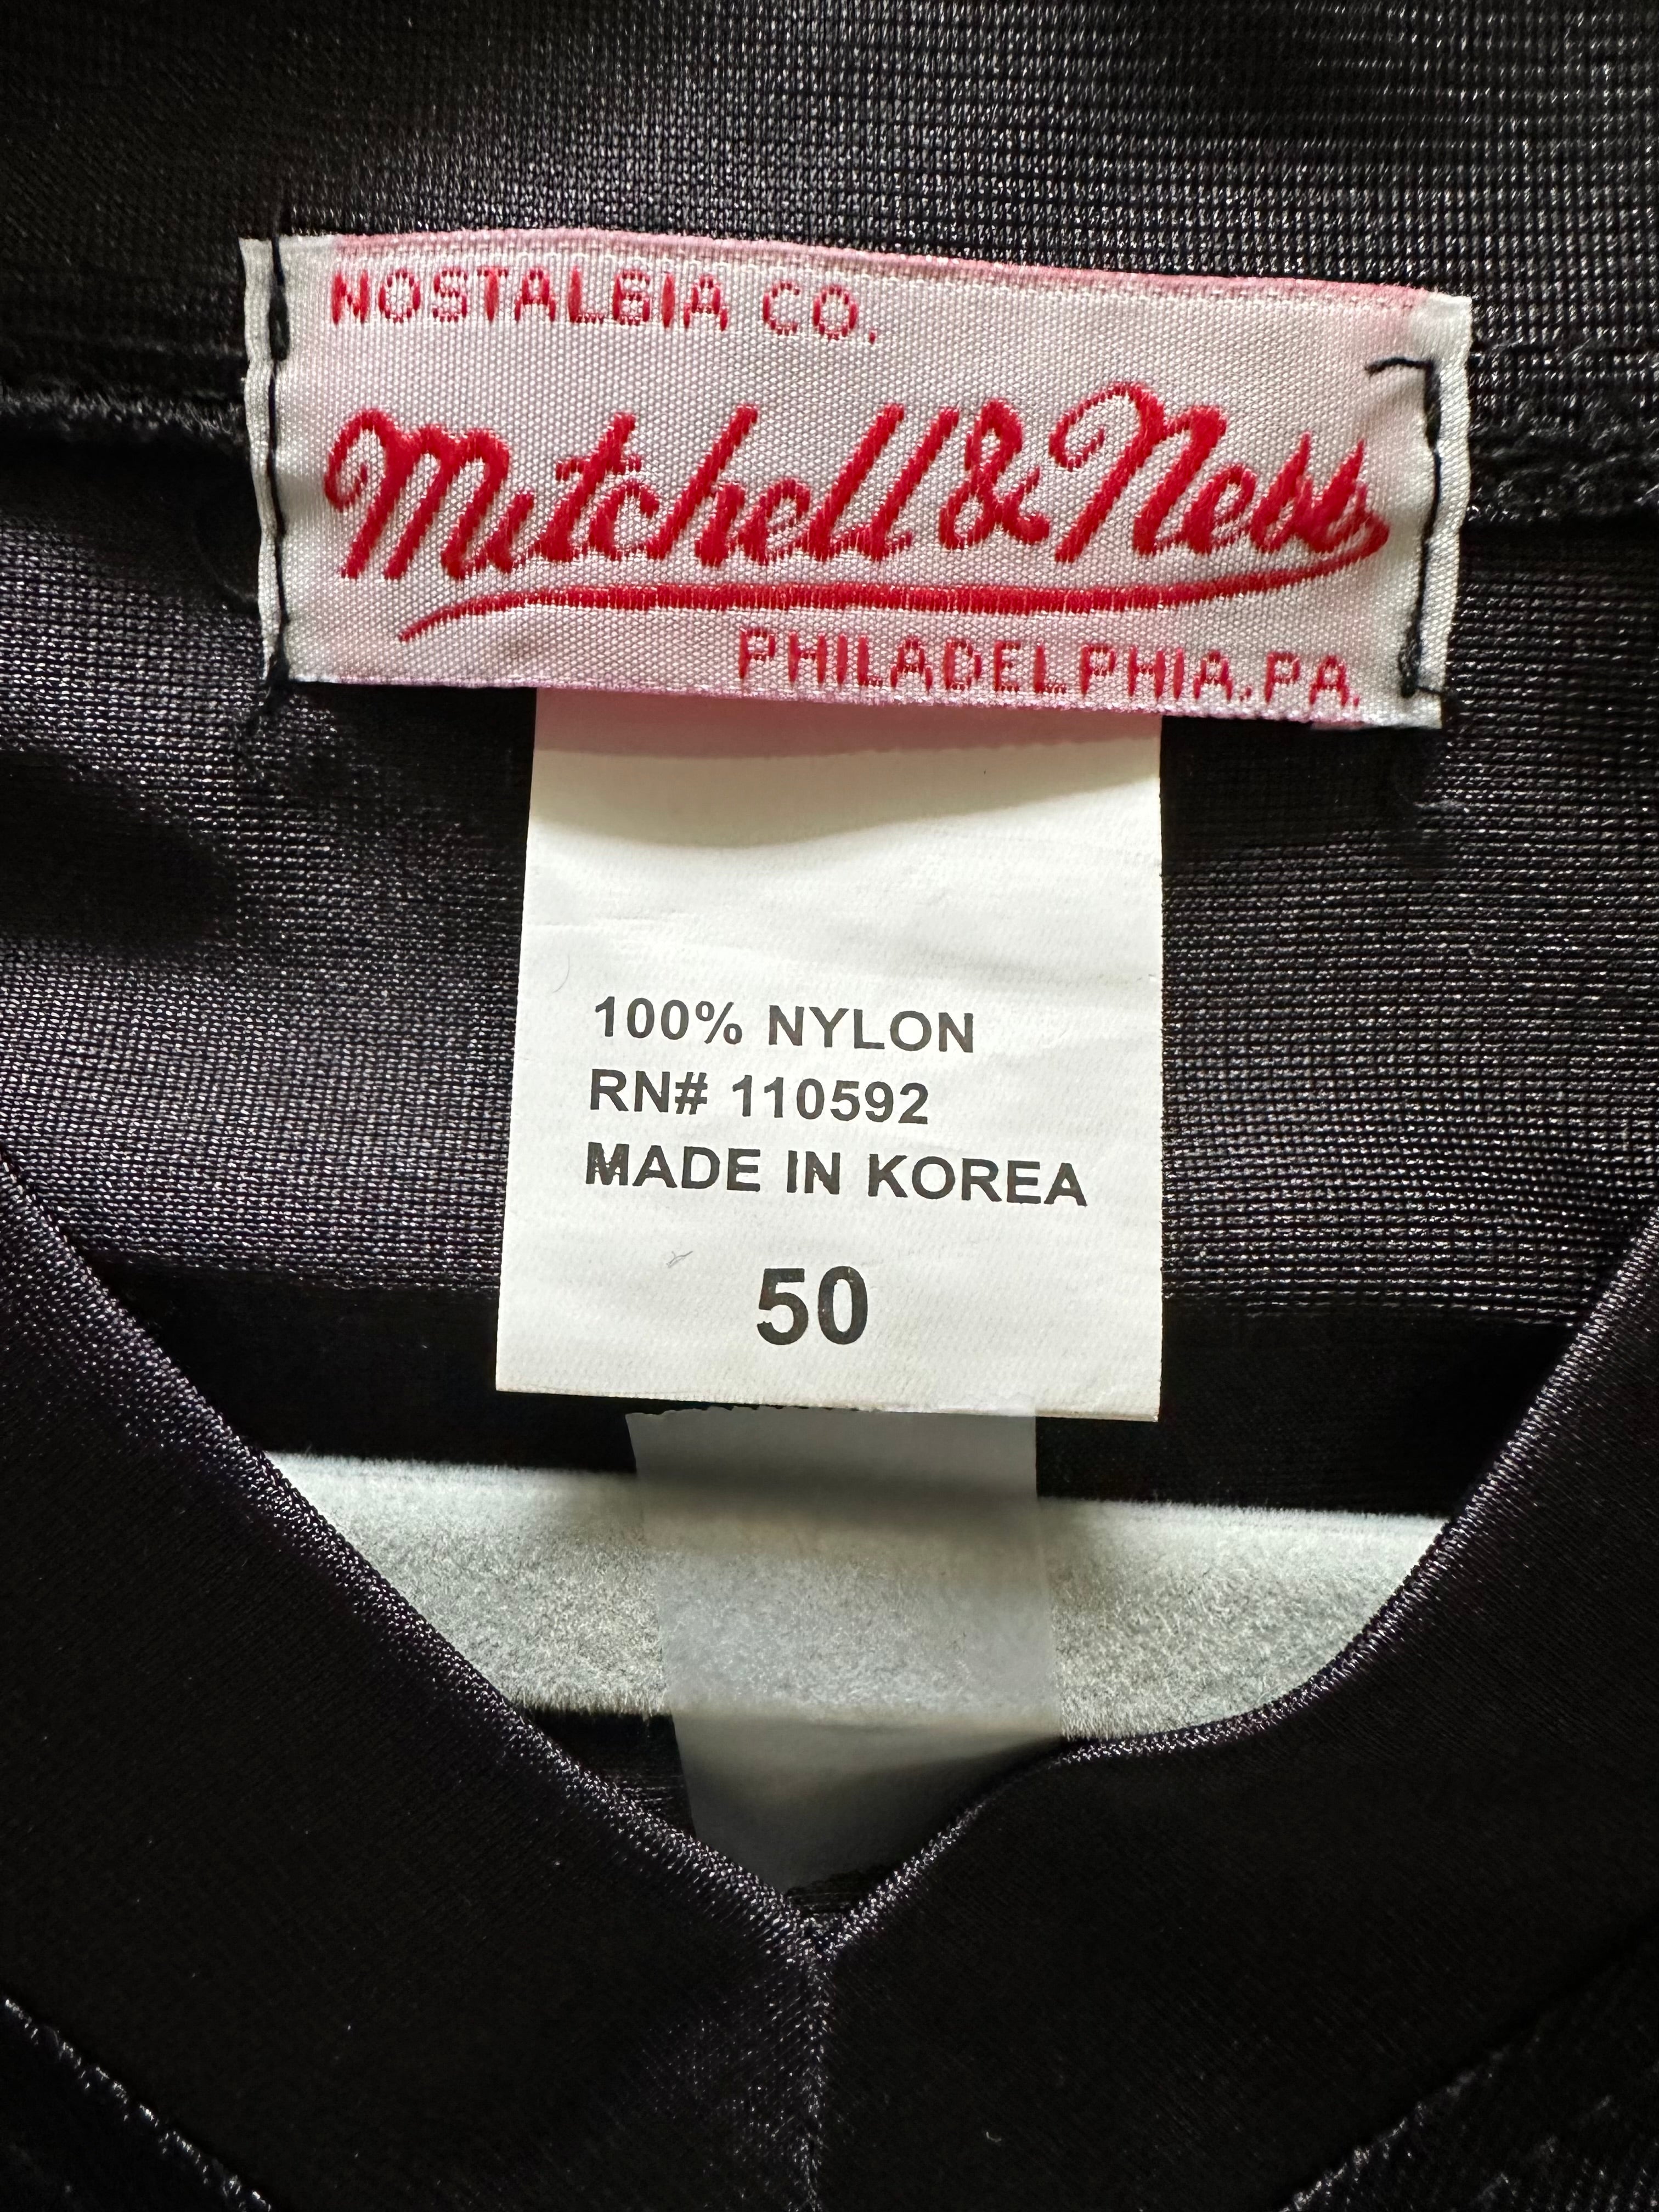 NOSTALGIA CO.
Mitchell & Ness
PHILADELPHIA, PA.
100% NYLON
RN# 110592
MADE IN KOREA
50